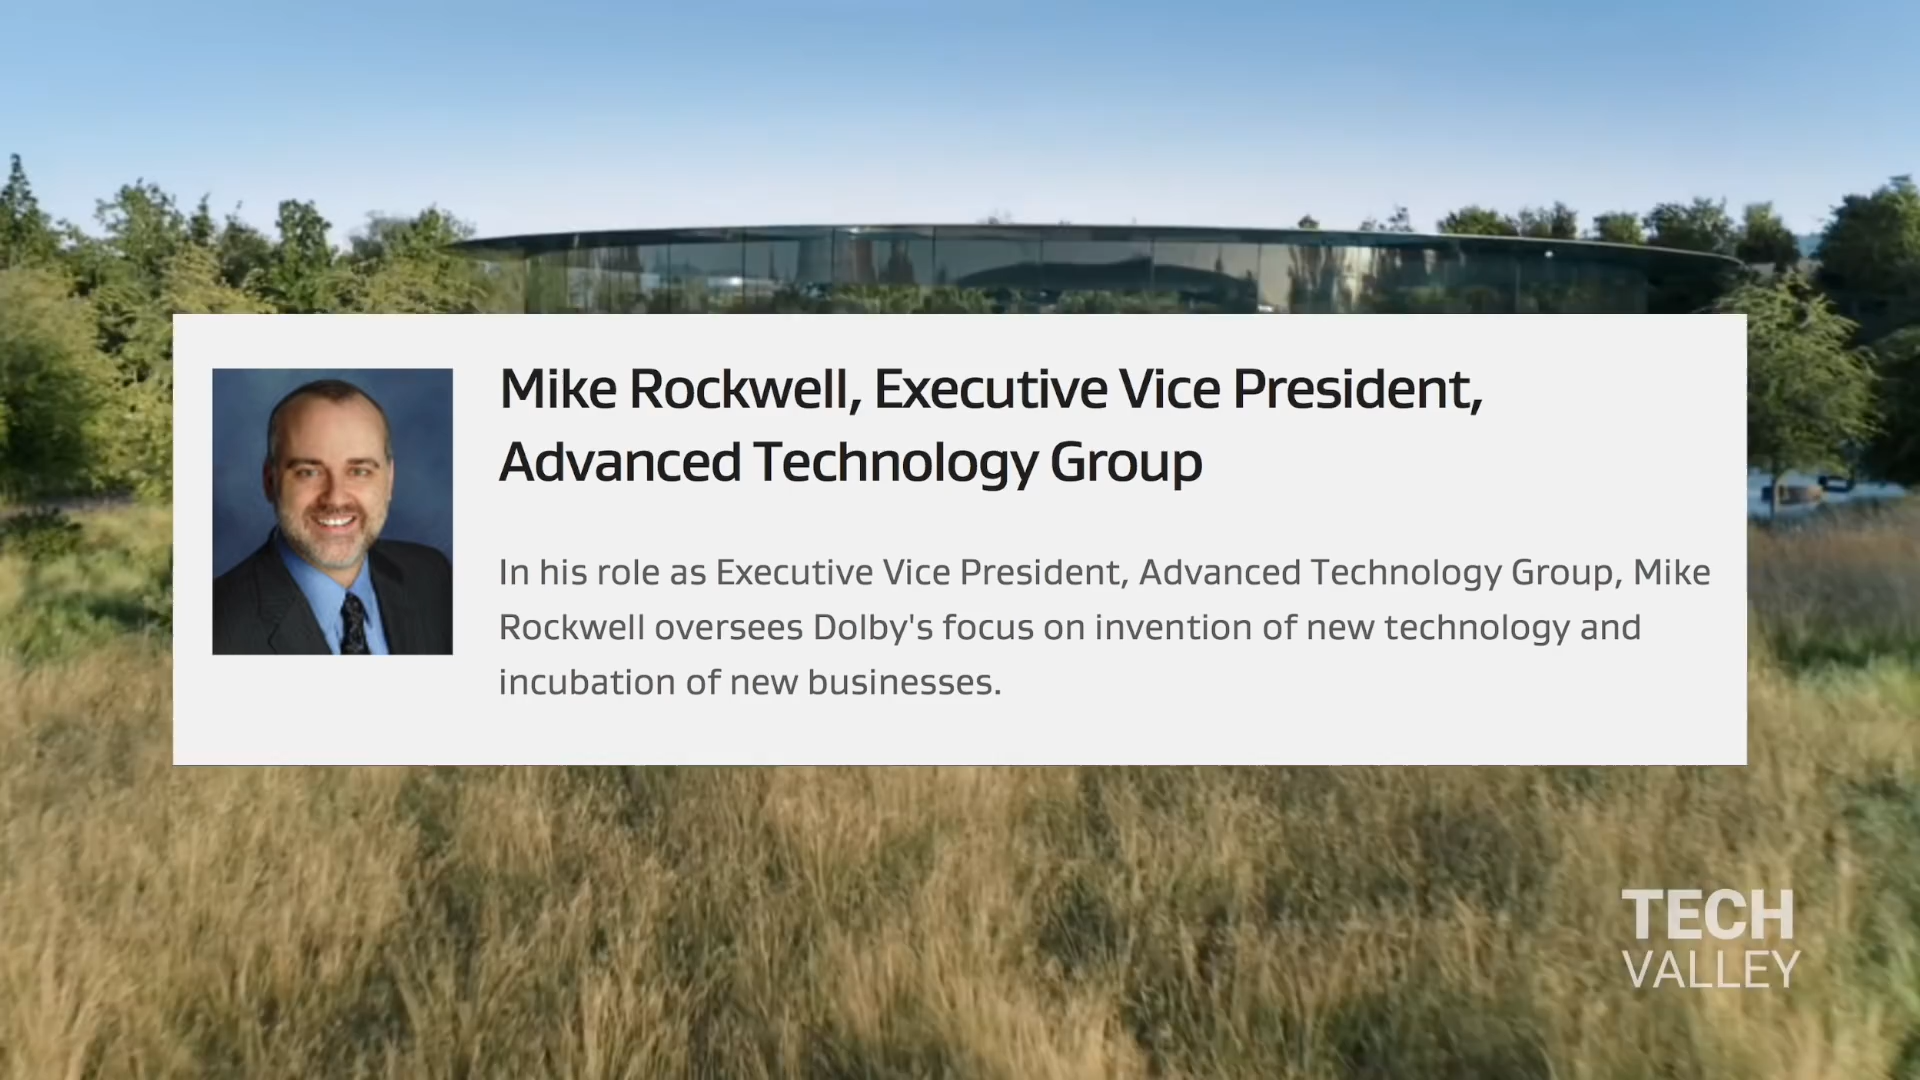 Mike Rockwell, Executive Vice President,
Advanced Technology Group
In his role as Executive Vice President, Advanced Technology Group, Mike
Rockwell oversees Dolby's focus on invention of new technology and
incubation of new businesses.
TECH
VALLEY